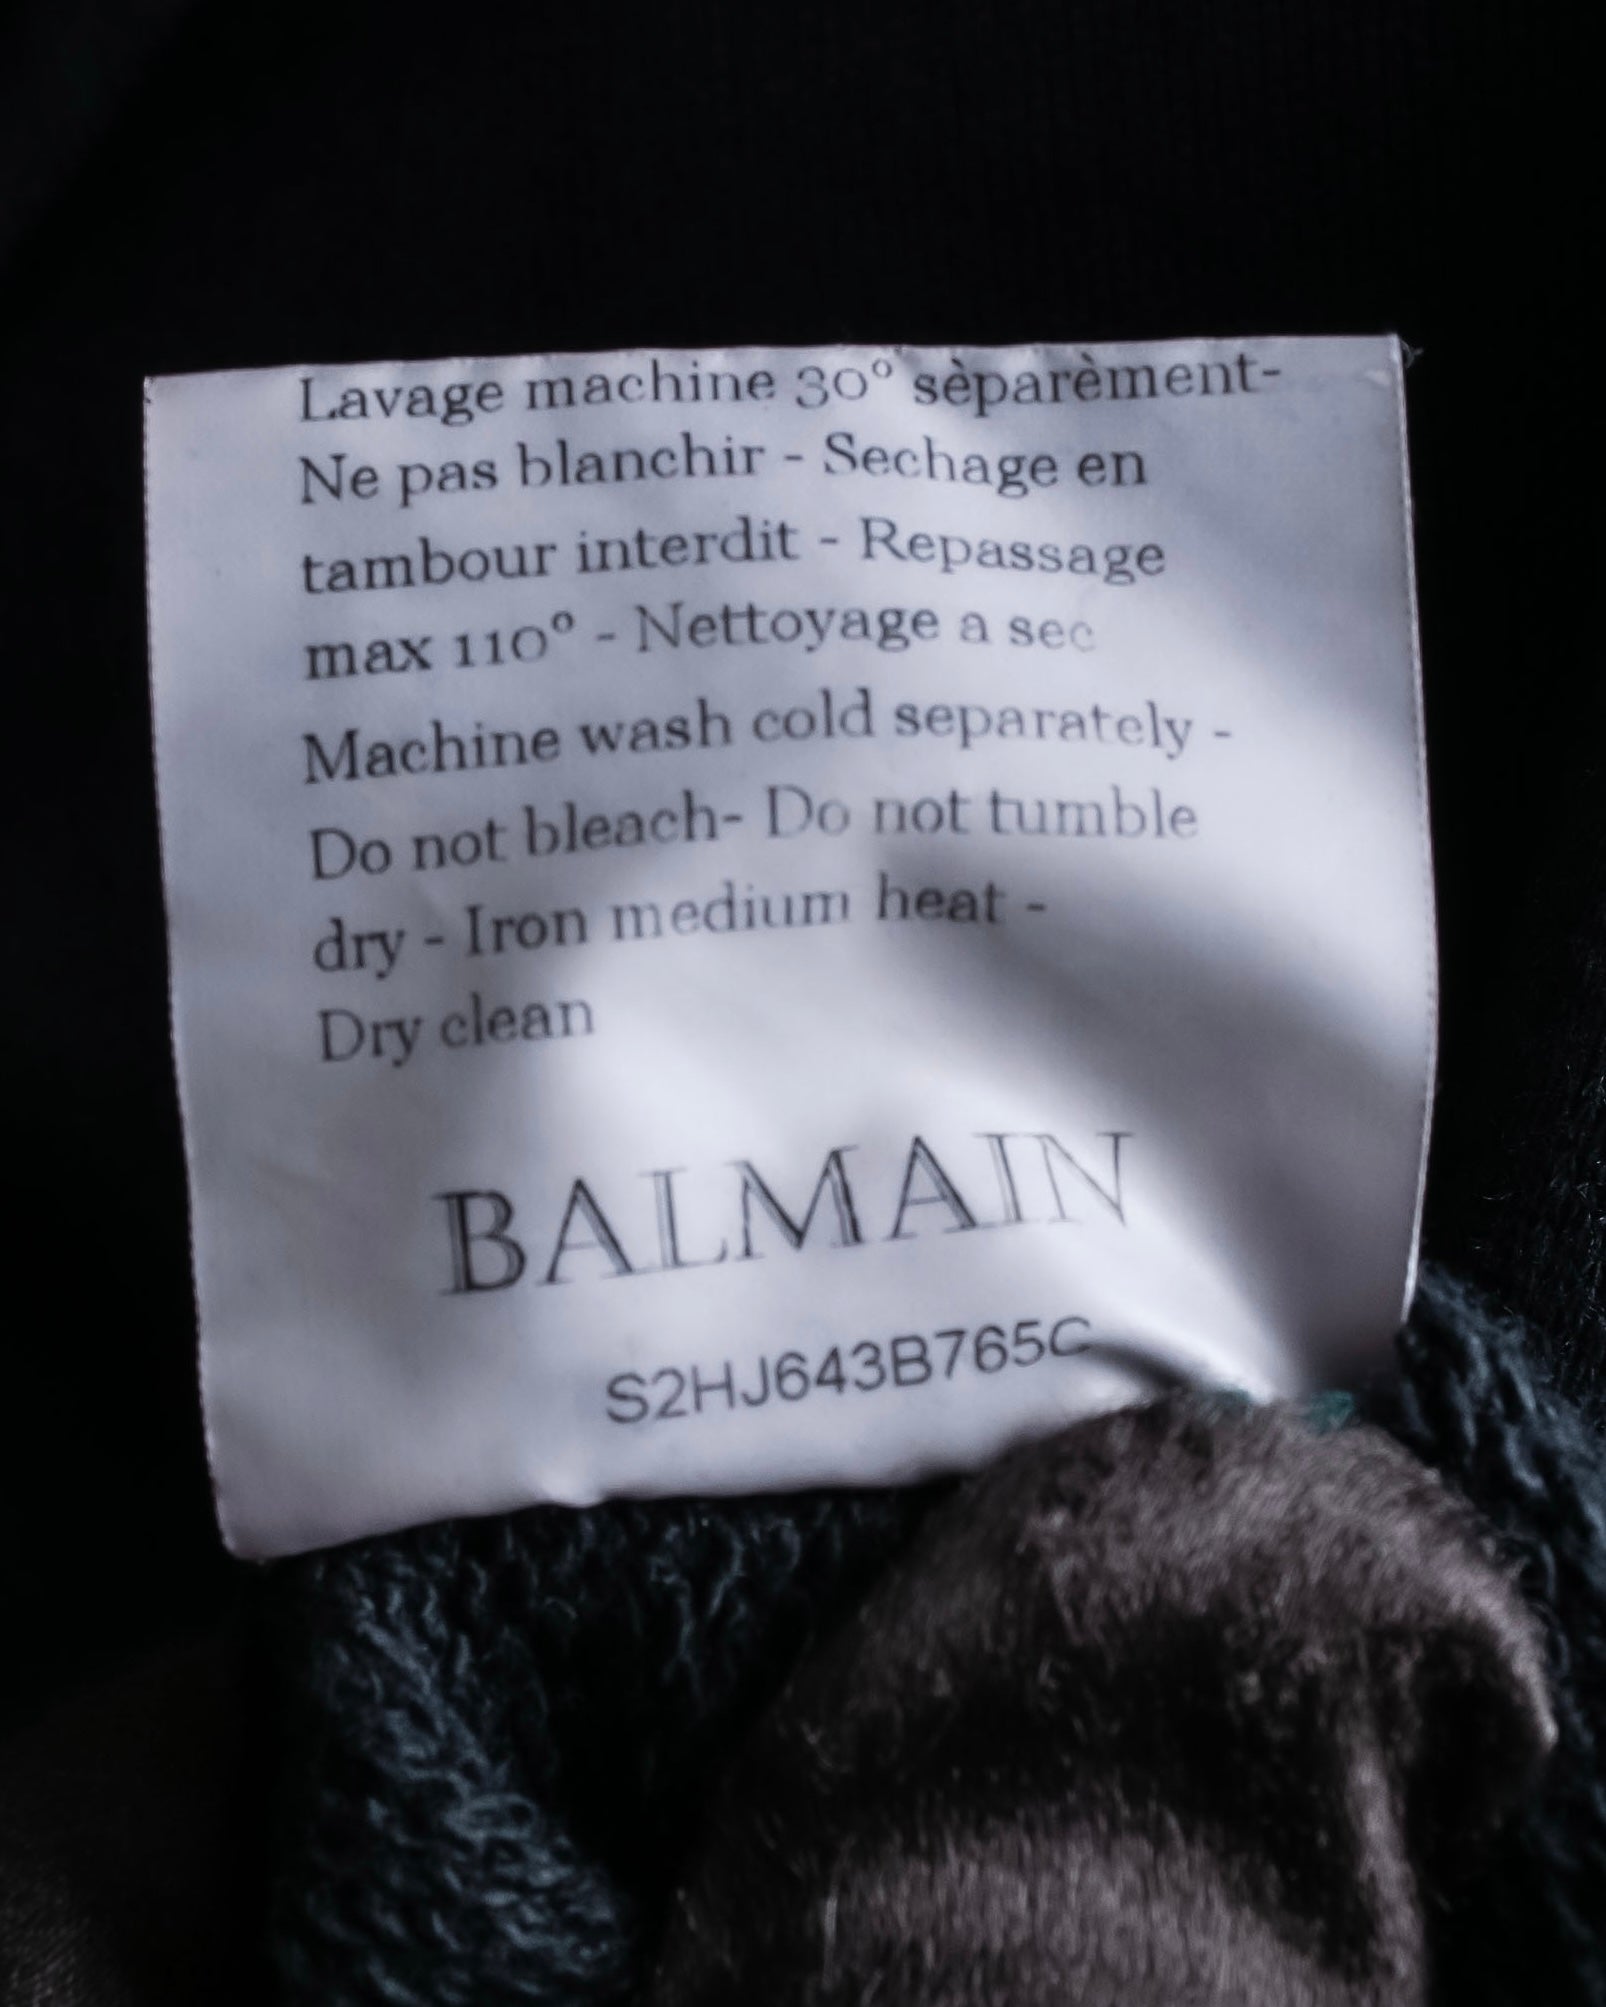 Lavage machine 30° sèparèment-
Ne pas blanchir - Sechage en
tambour interdit - Repassage
max 110° - Nettoyage a sec
Machine wash cold separately -
Do not bleach- Do not tumble
dry - Iron medium heat -
Dry clean
BALMAIN
S2HJ643B765C